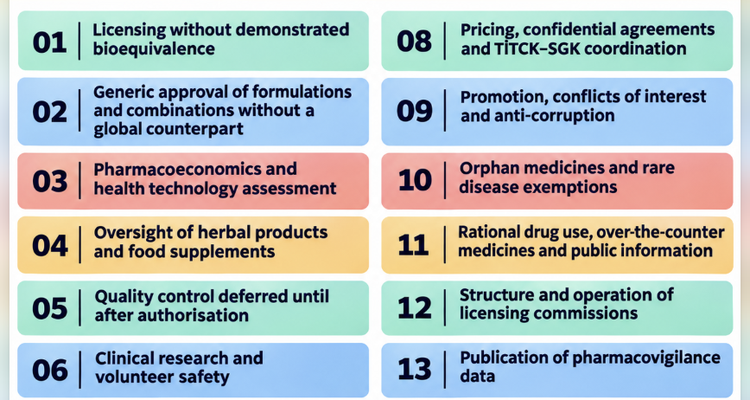 01 Licensing without demonstrated
bioequivalence
02 Generic approval of formulations
and combinations without a
global counterpart
03 Pharmacoeconomics and
health technology assessment
04 Oversight of herbal products
and food supplements
05 Quality control deferred until
after authorisation
06 Clinical research and
volunteer safety
08 Pricing, confidential agreements
and TİTCK–SGK coordination
09 Promotion, conflicts of interest
and anti-corruption
10 Orphan medicines and rare
disease exemptions
11 Rational drug use, over-the-counter
medicines and public information
12 Structure and operation of
licensing commissions
13 Publication of pharmacovigilance
data